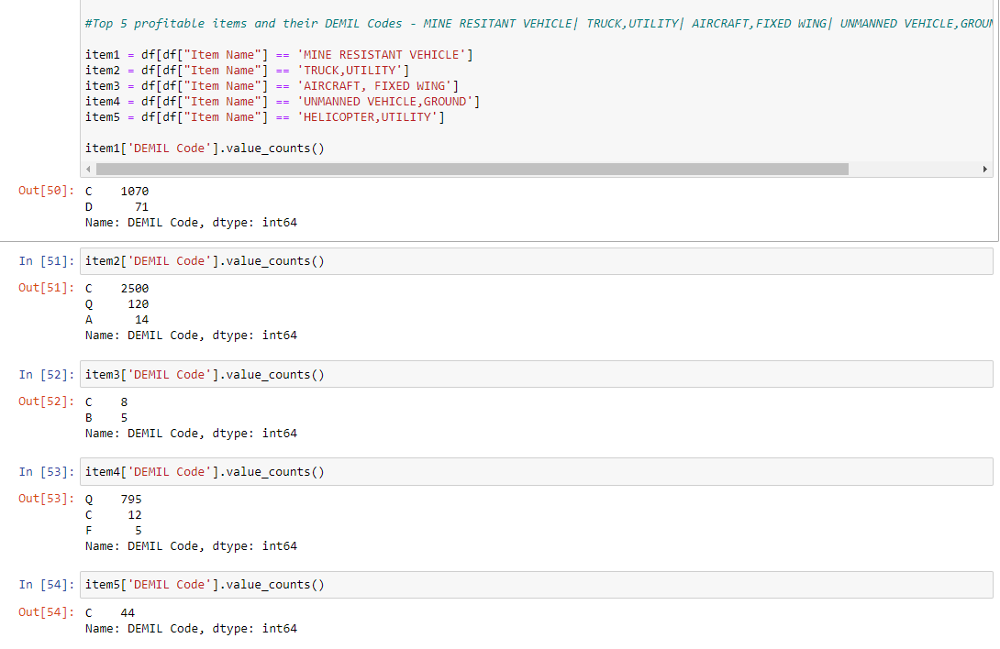 #Top 5 profitable items and their DEMIL Codes - MINE RESITANT VEHICLE| TRUCK,UTILITY| AIRCRAFT,FIXED WING| UNMANNED VEHICLE,GROUN
item1 = df[df["Item Name"] == 'MINE RESISTANT VEHICLE']
item2 = df[df["Item Name"] == 'TRUCK,UTILITY']
item3 = df[df["Item Name"] == 'AIRCRAFT, FIXED WING']
item4 = df[df["Item Name"] == 'UNMANNED VEHICLE,GROUND']
item5 = df[df["Item Name"] == 'HELICOPTER,UTILITY']
item1['DEMIL Code'].value_counts()
Out[50]: C    1070
D      71
Name: DEMIL Code, dtype: int64
In [51]: item2['DEMIL Code'].value_counts()
Out[51]: C    2500
Q     120
A      14
Name: DEMIL Code, dtype: int64
In [52]: item3['DEMIL Code'].value_counts()
Out[52]: C    8
B    5
Name: DEMIL Code, dtype: int64
In [53]: item4['DEMIL Code'].value_counts()
Out[53]: Q    795
C     12
F      5
Name: DEMIL Code, dtype: int64
In [54]: item5['DEMIL Code'].value_counts()
Out[54]: C    44
Name: DEMIL Code, dtype: int64